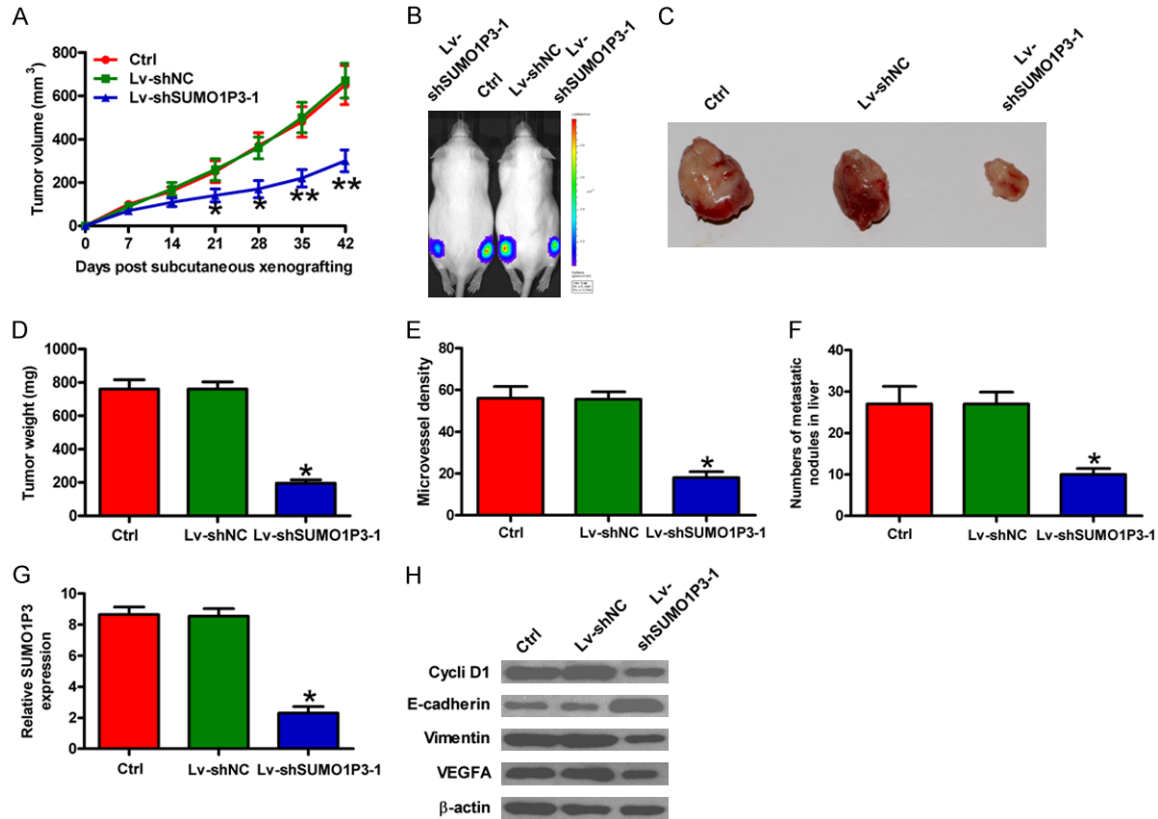 A
Tumor volume (mm³)
800
600
400
200
0
Ctrl
Lv-shNC
Lv-shSUMO1P3-1
*
*
**
**
0 7 14 21 28 35 42
Days post subcutaneous xenografting
B
Lv-
shSUMO1P3-1
Ctrl
Lv-shNC
Lv-
shSUMO1P3-1
C
Ctrl
Lv-shNC
Lv-
shSUMO1P3-1
D
Tumor weight (mg)
1000
800
600
400
200
0
*
Ctrl Lv-shNC Lv-shSUMO1P3-1
E
Microvessel density
60
40
20
0
*
Ctrl Lv-shNC Lv-shSUMO1P3-1
F
Numbers of metastatic
nodules in liver
40
30
20
10
0
*
Ctrl Lv-shNC Lv-shSUMO1P3-1
G
Relative SUMO1P3
expression
10
8
6
4
2
0
*
Ctrl Lv-shNC Lv-shSUMO1P3-1
H
Ctrl
Lv-shNC
Lv-
shSUMO1P3-1
Cycli D1
E-cadherin
Vimentin
VEGFA
β-actin